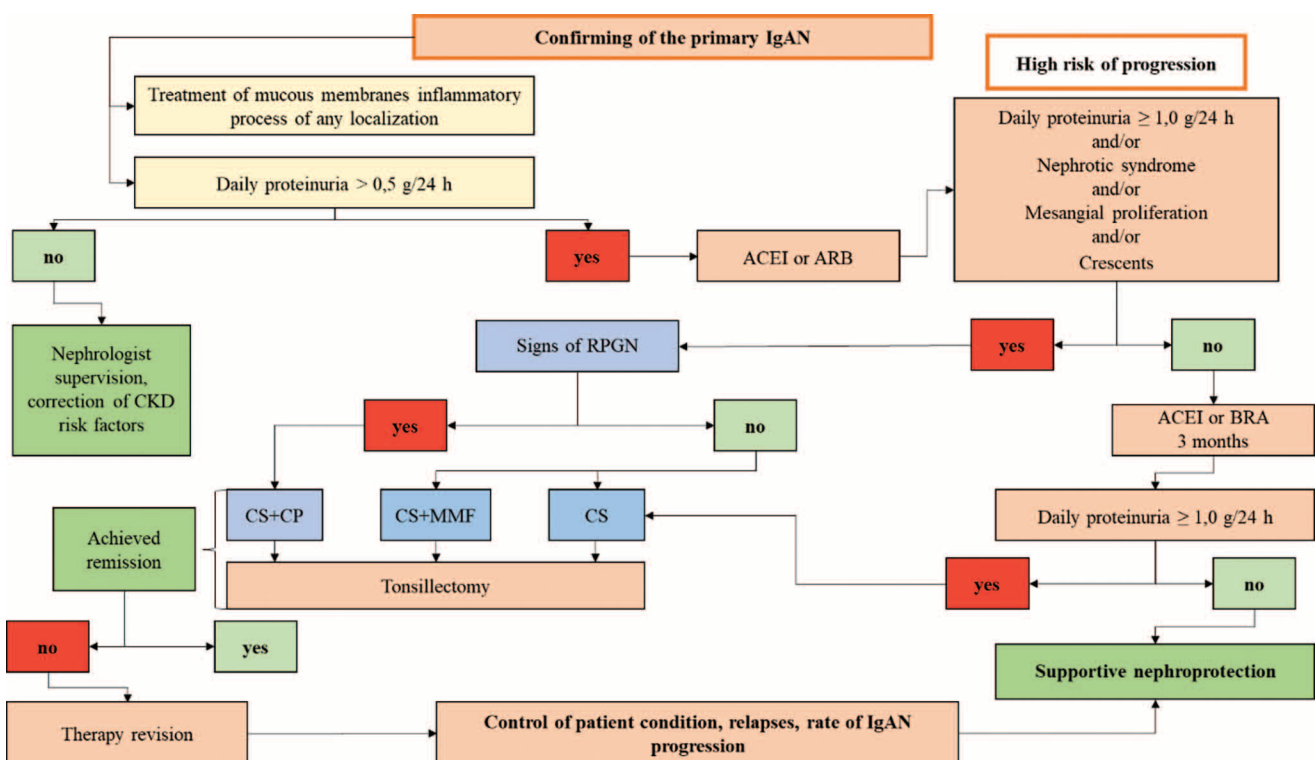 Confirming of the primary IgAN
High risk of progression
Treatment of mucous membranes inflammatory
process of any localization
Daily proteinuria > 0,5 g/24 h
Daily proteinuria ≥ 1,0 g/24 h
and/or
Nephrotic syndrome
and/or
Mesangial proliferation
and/or
Crescents
no
yes
ACEI or ARB
Nephrologist
supervision,
correction of CKD
risk factors
Signs of RPGN
yes
no
yes
no
ACEI or BRA
3 months
CS+CP
CS+MMF
CS
Daily proteinuria ≥ 1,0 g/24 h
Achieved
remission
Tonsillectomy
yes
no
no
yes
Supportive nephroprotection
Therapy revision
Control of patient condition, relapses, rate of IgAN
progression